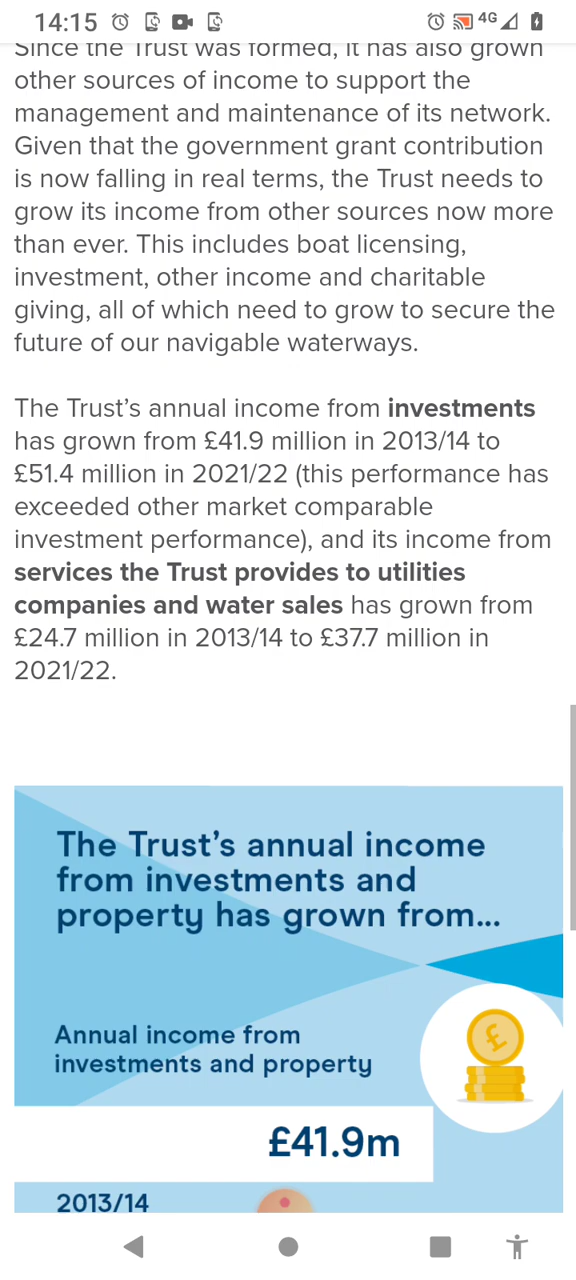 14:15
4G
Since the Trust was formed, it has also grown
other sources of income to support the
management and maintenance of its network.
Given that the government grant contribution
is now falling in real terms, the Trust needs to
grow its income from other sources now more
than ever. This includes boat licensing,
investment, other income and charitable
giving, all of which need to grow to secure the
future of our navigable waterways.
The Trust’s annual income from investments
has grown from £41.9 million in 2013/14 to
£51.4 million in 2021/22 (this performance has
exceeded other market comparable
investment performance), and its income from
services the Trust provides to utilities
companies and water sales has grown from
£24.7 million in 2013/14 to £37.7 million in
2021/22.
The Trust’s annual income
from investments and
property has grown from...
Annual income from
investments and property
£
£41.9m
2013/14